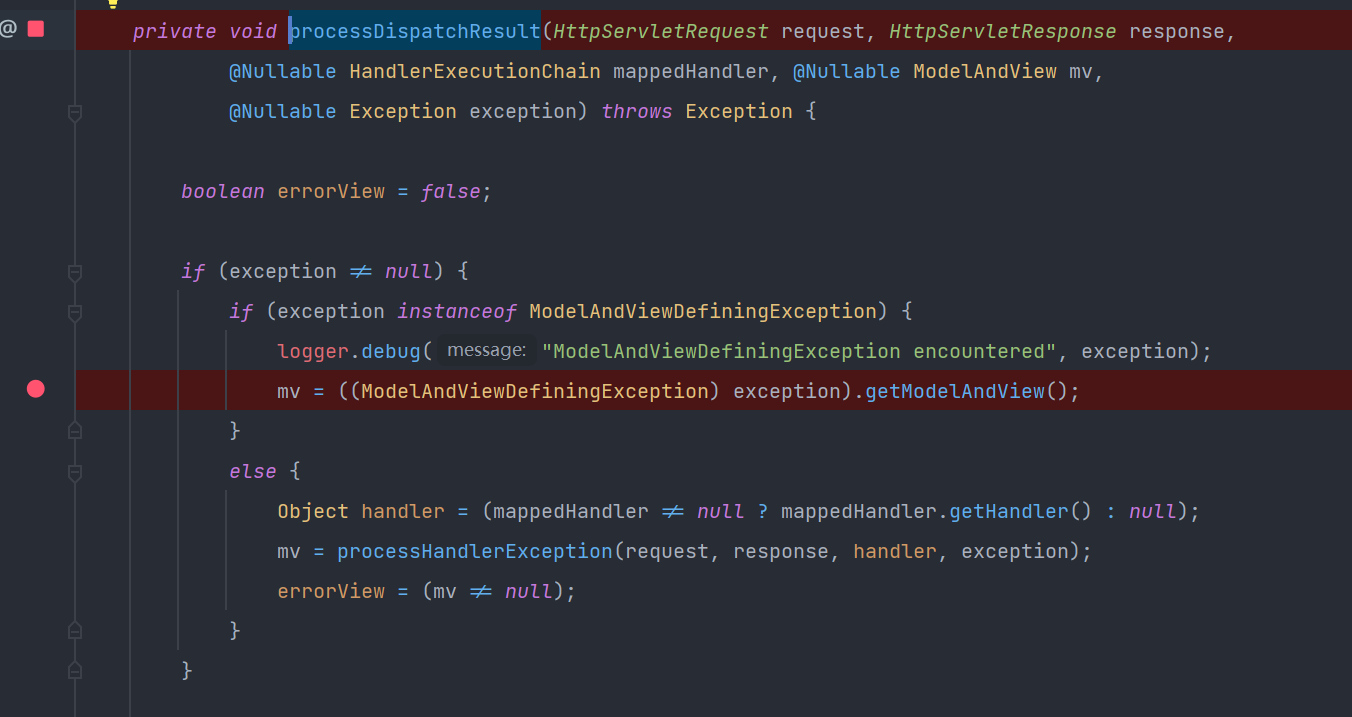 @
private void processDispatchResult(HttpServletRequest request, HttpServletResponse response,
@Nullable HandlerExecutionChain mappedHandler, @Nullable ModelAndView mv,
@Nullable Exception exception) throws Exception {
boolean errorView = false;
if (exception != null) {
if (exception instanceof ModelAndViewDefiningException) {
logger.debug( message: "ModelAndViewDefiningException encountered", exception);
mv = ((ModelAndViewDefiningException) exception).getModelAndView();
}
else {
Object handler = (mappedHandler != null ? mappedHandler.getHandler() : null);
mv = processHandlerException(request, response, handler, exception);
errorView = (mv != null);
}
}